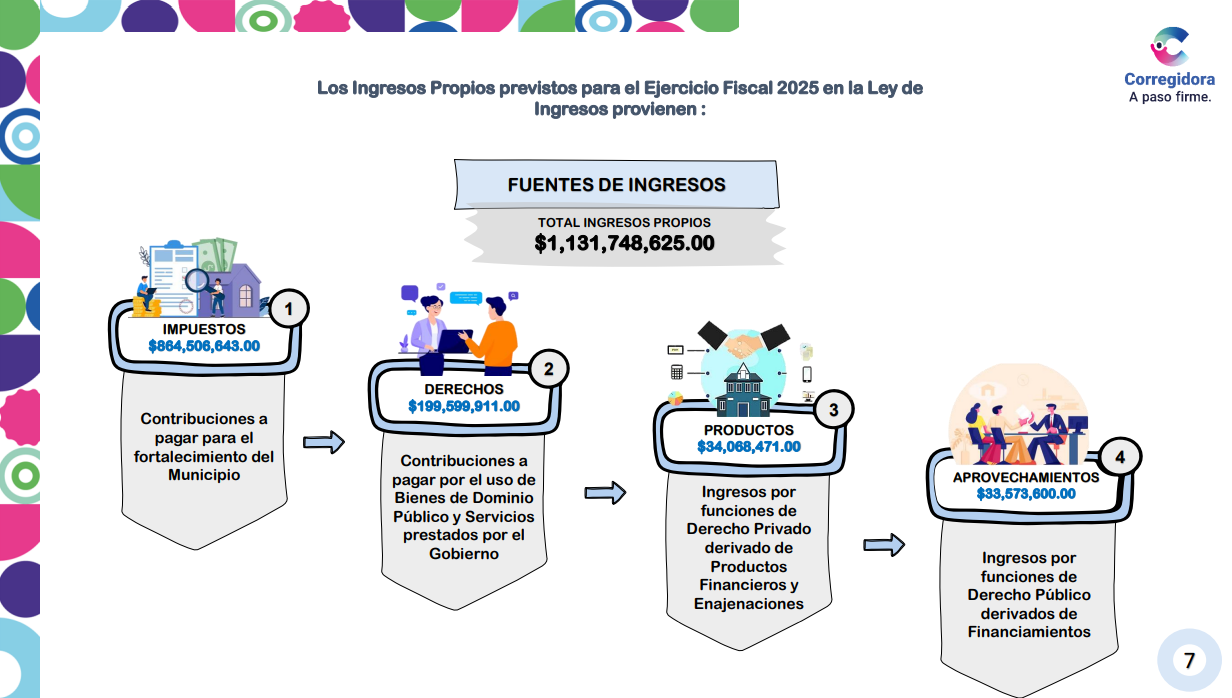 Corregidora
A paso firme.
Los Ingresos Propios previstos para el Ejercicio Fiscal 2025 en la Ley de
Ingresos provienen :
FUENTES DE INGRESOS
TOTAL INGRESOS PROPIOS
$1,131,748,625.00
1
IMPUESTOS
$864,506,643.00
Contribuciones a
pagar para el
fortalecimiento del
Municipio
2
DERECHOS
$199,599,911.00
Contribuciones a
pagar por el uso de
Bienes de Dominio
Público y Servicios
prestados por el
Gobierno
3
PRODUCTOS
$34,068,471.00
Ingresos por
funciones de
Derecho Privado
derivado de
Productos
Financieros y
Enajenaciones
4
APROVECHAMIENTOS
$33,573,600.00
Ingresos por
funciones de
Derecho Público
derivados de
Financiamientos
7